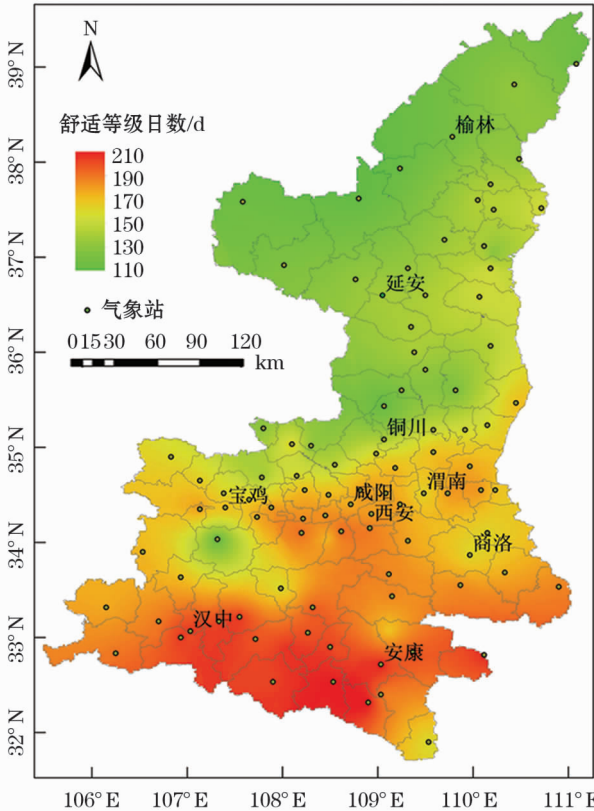 N
舒适等级日数/d
210
190
170
150
130
110
气象站
0 15 30 60 90 120
km
39° N
38° N
37° N
36° N
35° N
34° N
33° N
32° N
榆林
延安
铜川
渭南
咸阳
宝鸡
西安
商洛
汉中
安康
106° E 107° E 108° E 109° E 110° E 111° E